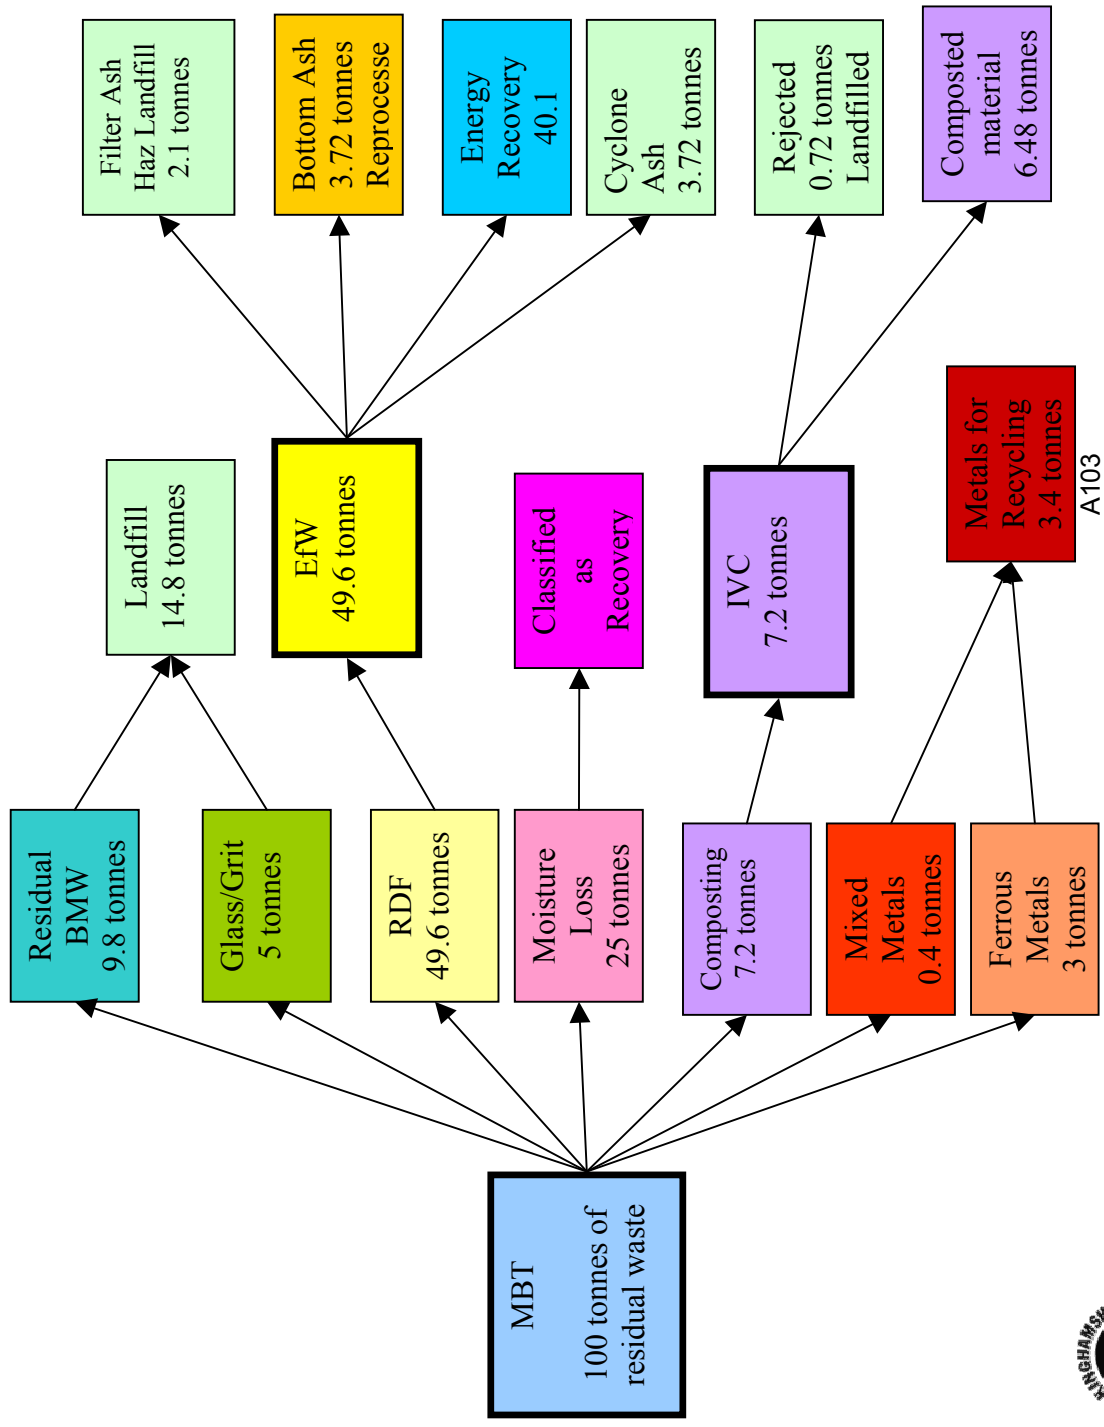 MBT
100 tonnes of
residual waste
Residual
BMW
9.8 tonnes
Glass/Grit
5 tonnes
RDF
49.6 tonnes
Moisture
Loss
25 tonnes
Composting
7.2 tonnes
Mixed
Metals
0.4 tonnes
Ferrous
Metals
3 tonnes
Landfill
14.8 tonnes
EfW
49.6 tonnes
Classified
as
Recovery
IVC
7.2 tonnes
Metals for
Recycling
3.4 tonnes
Filter Ash
Haz Landfill
2.1 tonnes
Bottom Ash
3.72 tonnes
Reprocesse
Energy
Recovery
40.1
Cyclone
Ash
3.72 tonnes
Rejected
0.72 tonnes
Landfilled
Composted
material
6.48 tonnes
A103